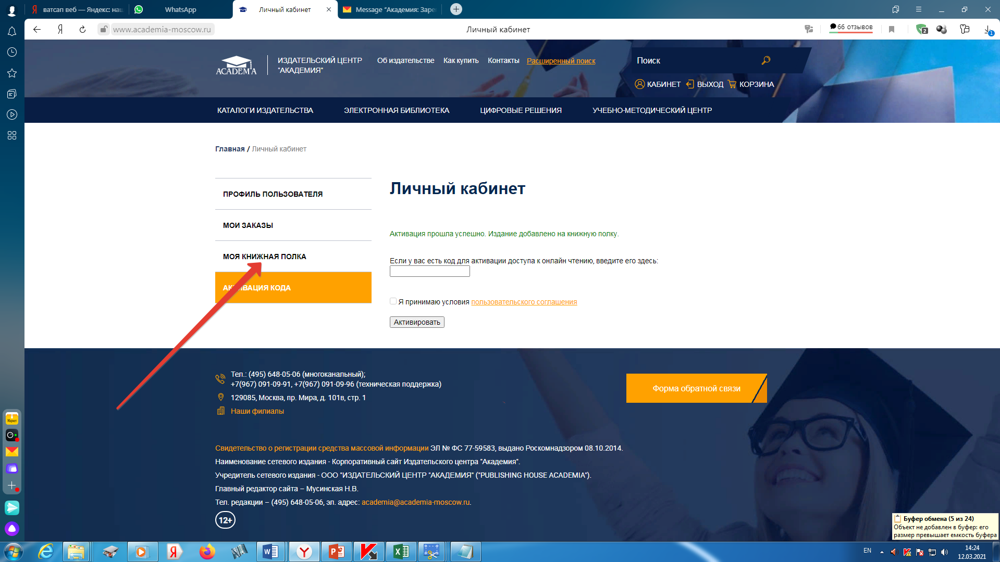 ватсап веб — Яндекс: наш
WhatsApp
Личный кабинет
Message "Академия: Заре
www.academia-moscow.ru
Личный кабинет
66 отзывов
2
1
ACADEMIA
ИЗДАТЕЛЬСКИЙ ЦЕНТР
"АКАДЕМИЯ"
Об издательстве
Как купить
Контакты
Расширенный поиск
Поиск
КАБИНЕТ
ВЫХОД
КОРЗИНА
КАТАЛОГИ ИЗДАТЕЛЬСТВА
ЭЛЕКТРОННАЯ БИБЛИОТЕКА
ЦИФРОВЫЕ РЕШЕНИЯ
УЧЕБНО-МЕТОДИЧЕСКИЙ ЦЕНТР
Главная / Личный кабинет
ПРОФИЛЬ ПОЛЬЗОВАТЕЛЯ
МОИ ЗАКАЗЫ
МОЯ КНИЖНАЯ ПОЛКА
АКТИВАЦИЯ КОДА
Личный кабинет
Активация прошла успешно. Издание добавлено на книжную полку.
Если у вас есть код для активации доступа к онлайн чтению, введите его здесь:
Я принимаю условия пользовательского соглашения
Активировать
Тел.: (495) 648-05-06 (многоканальный);
+7(967) 091-09-91, +7(967) 091-09-96 (техническая поддержка)
129085, Москва, пр. Мира, д. 101в, стр. 1
Наши филиалы
Форма обратной связи
Свидетельство о регистрации средства массовой информации ЭЛ № ФС 77-59583, выдано Роскомнадзором 08.10.2014.
Наименование сетевого издания - Корпоративный сайт Издательского центра "Академия".
Учредитель сетевого издания - ООО "ИЗДАТЕЛЬСКИЙ ЦЕНТР "АКАДЕМИЯ" ("PUBLISHING HOUSE ACADEMIA").
Главный редактор сайта – Мусинская Н.В.
Тел. редакции – (495) 648-05-06, эл. адрес: academia@academia-moscow.ru.
12+
Маркет
Буфер обмена (5 из 24)
Объект не добавлен в буфер: его
размер превышает емкость буфера
EN
14:24
12.03.2021